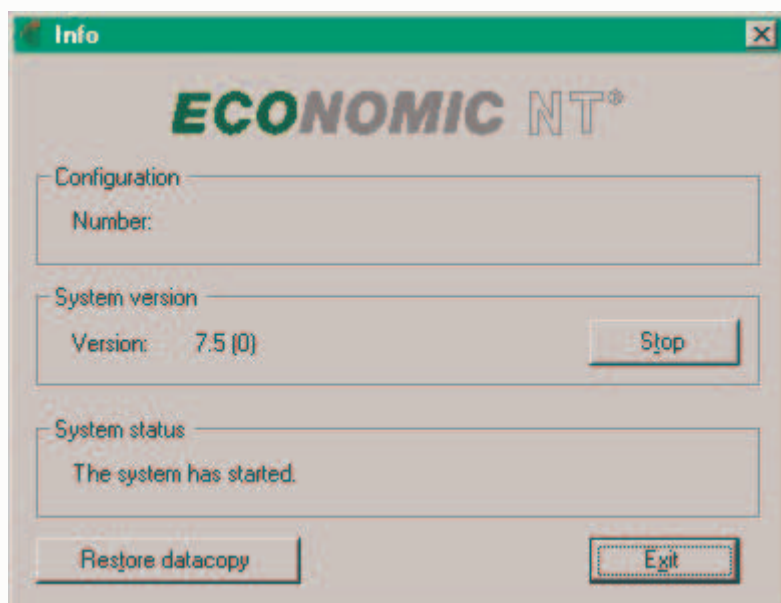 Info
ECONOMIC NT®
Configuration
Number:
System version
Version: 7.5 (0)
Stop
System status
The system has started.
Restore datacopy
Exit